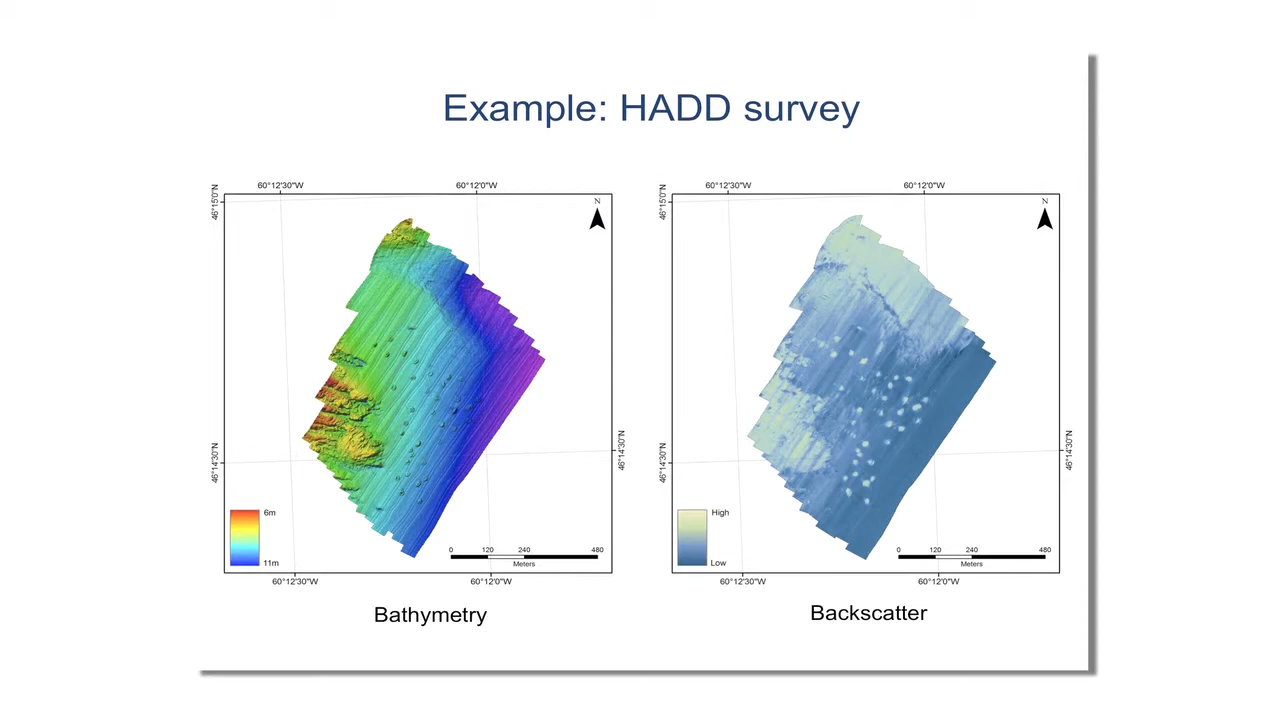 Example: HADD survey
60°12'30"W
60°12'0"W
46°15'0"N
N
46°14'30"N
46°14'30"N
6m
11m
0 120 240 480
Meters
60°12'30"W
60°12'0"W
Bathymetry
60°12'30"W
60°12'0"W
46°15'0"N
N
46°14'30"N
46°14'30"N
High
Low
0 120 240 480
Meters
60°12'30"W
60°12'0"W
Backscatter